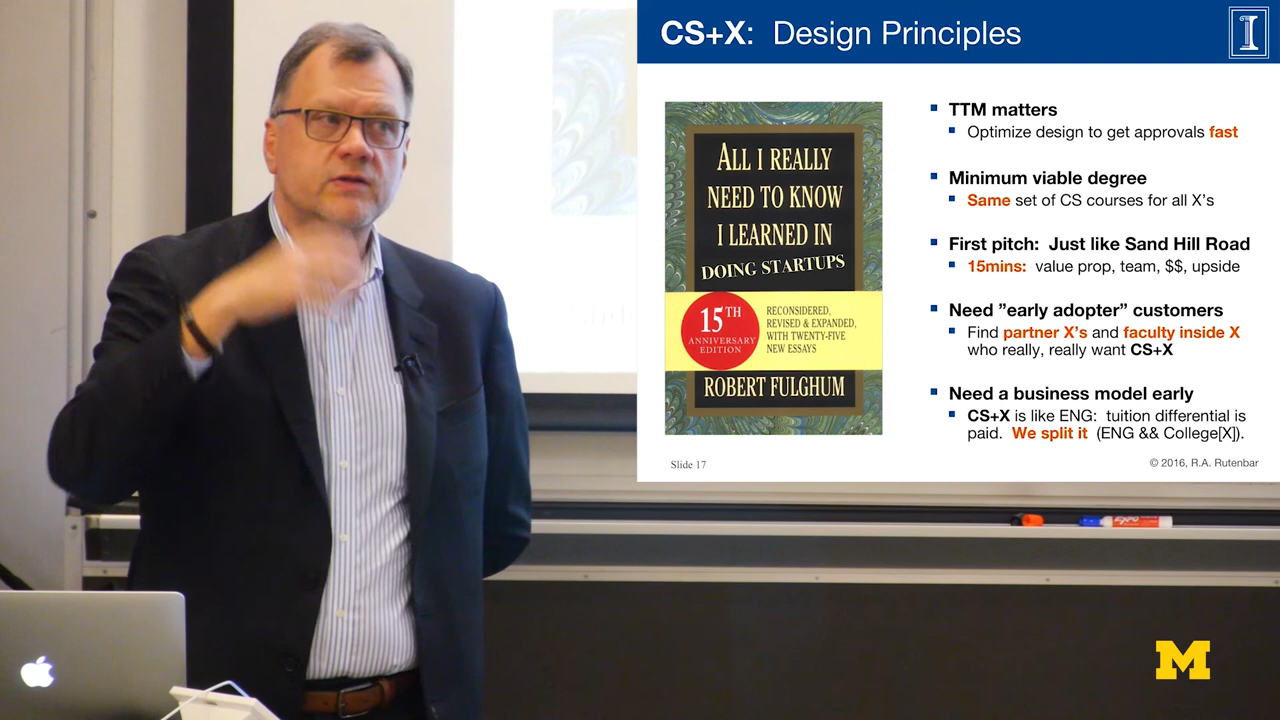 CS+X: Design Principles
I
ALL I REALLY
NEED TO KNOW
I LEARNED IN
DOING STARTUPS
15TH
ANNIVERSARY
EDITION
RECONSIDERED,
REVISED & EXPANDED,
WITH TWENTY-FIVE
NEW ESSAYS
ROBERT FULGHUM
TTM matters
Optimize design to get approvals fast
Minimum viable degree
Same set of CS courses for all X's
First pitch: Just like Sand Hill Road
15mins: value prop, team, $$, upside
Need ”early adopter” customers
Find partner X's and faculty inside X
who really, really want CS+X
Need a business model early
CS+X is like ENG: tuition differential is
paid. We split it (ENG && College[X]).
Slide 17
© 2016, R.A. Rutenbar
EXPO
M